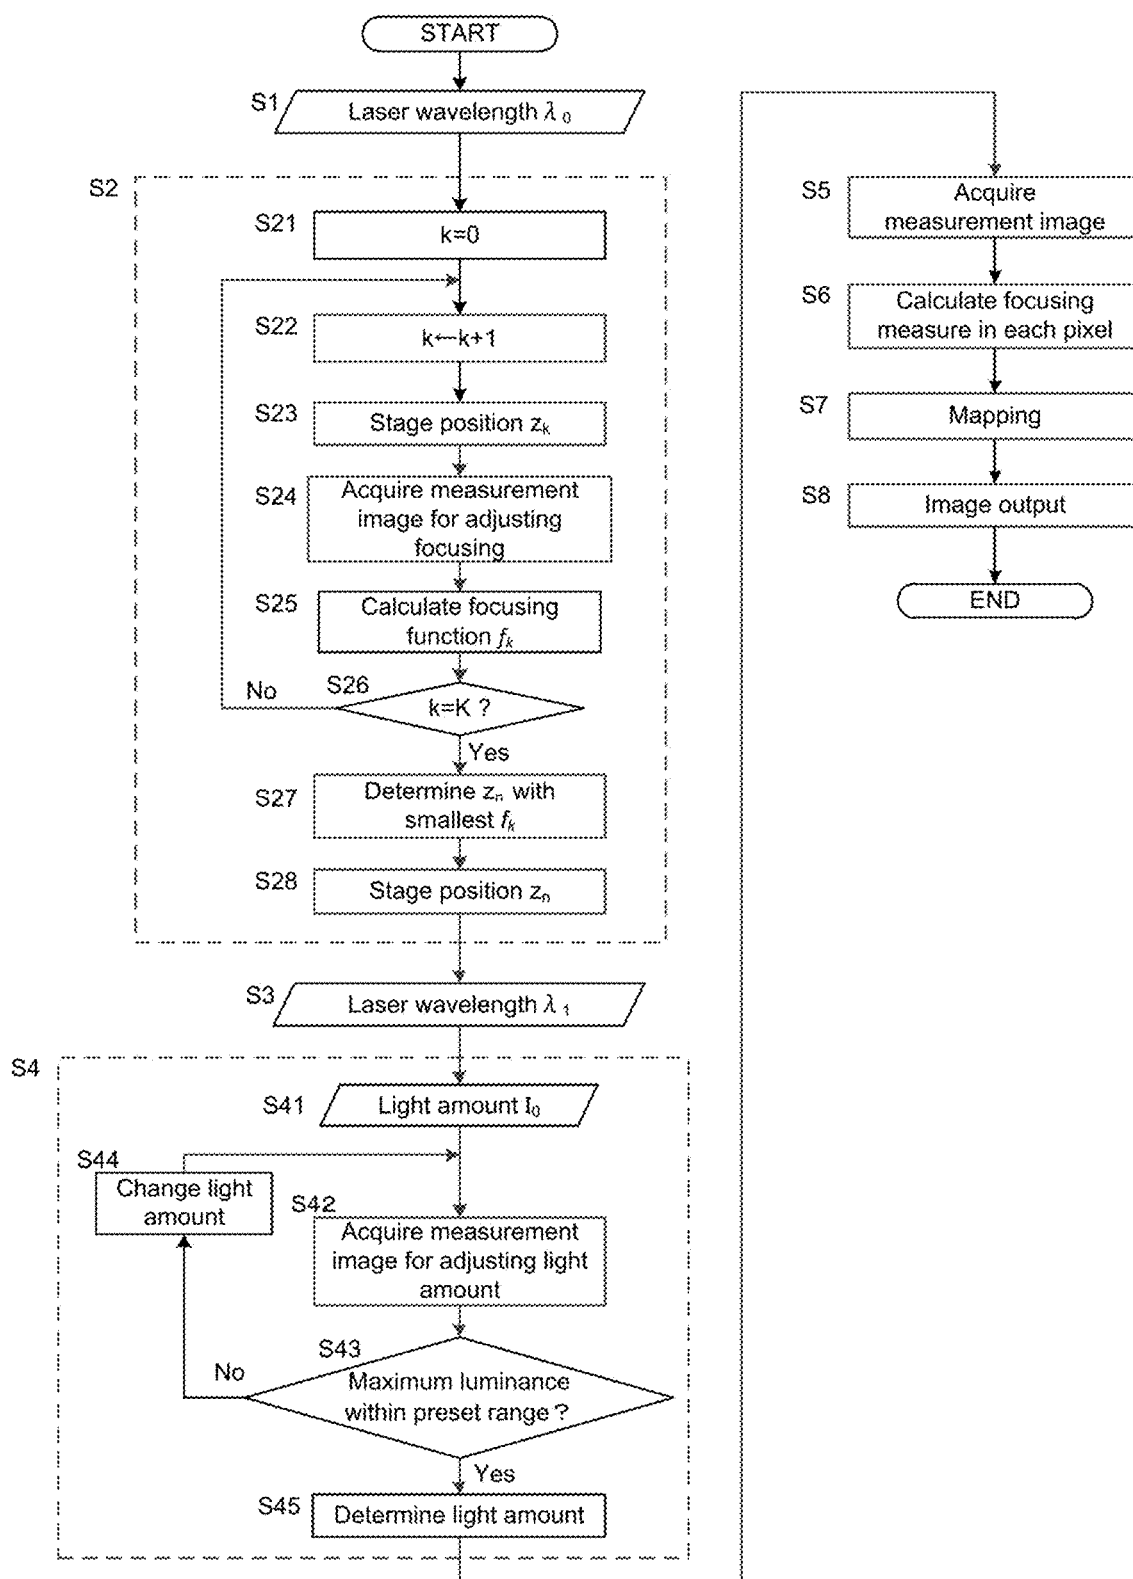 START
S1
Laser wavelength λ₀
S2
S21
k=0
S22
k←k+1
S23
Stage position zₖ
S24
Acquire measurement
image for adjusting
focusing
S25
Calculate focusing
function fₖ
S26
No
k=K ?
Yes
S27
Determine zₙ with
smallest fₖ
S28
Stage position zₙ
S3
Laser wavelength λ₁
S4
S41
Light amount I₀
S44
Change light
amount
S42
Acquire measurement
image for adjusting light
amount
S43
No
Maximum luminance
within preset range ?
Yes
S45
Determine light amount
S5
Acquire
measurement image
S6
Calculate focusing
measure in each pixel
S7
Mapping
S8
Image output
END